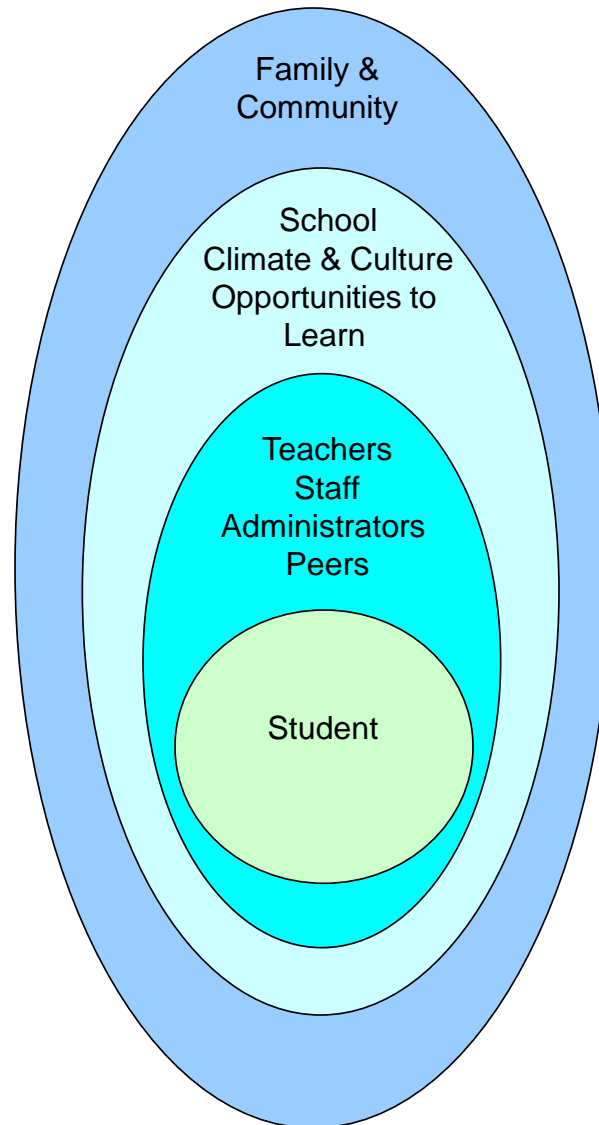 Family &
Community
School
Climate & Culture
Opportunities to
Learn
Teachers
Staff
Administrators
Peers
Student